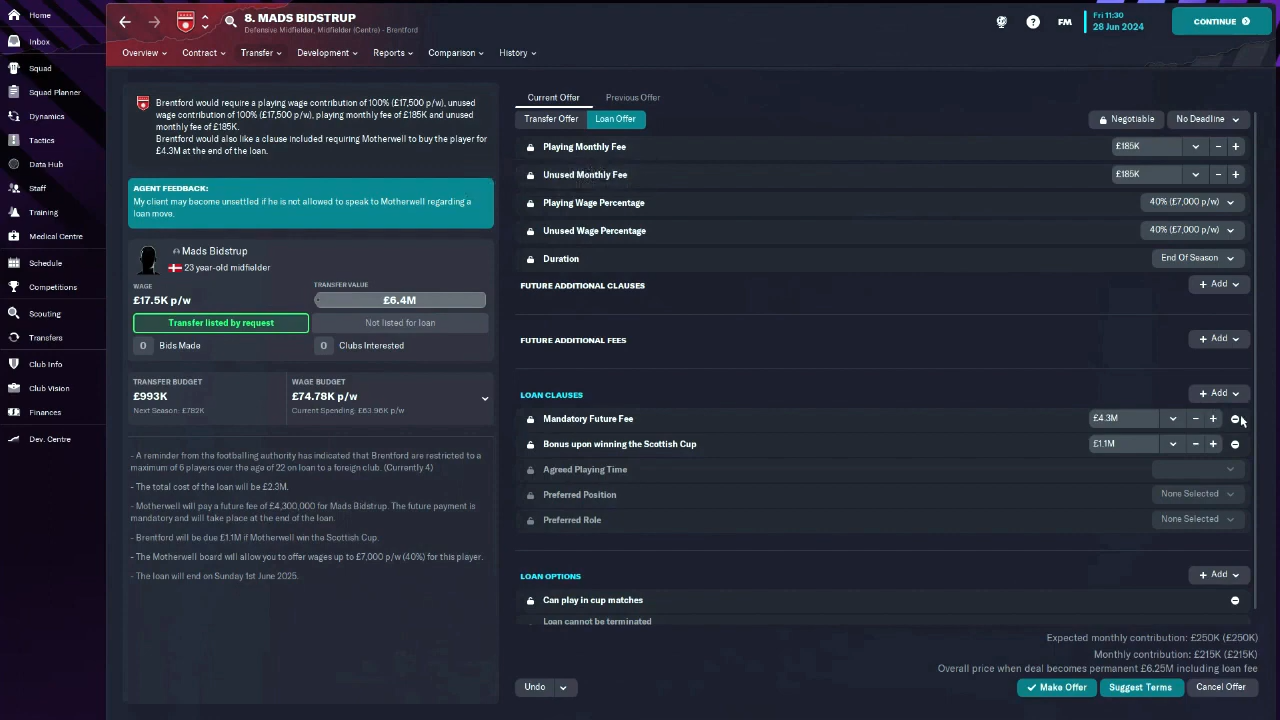 Home
Inbox
Squad
Squad Planner
Dynamics
Tactics
Data Hub
Staff
Training
Medical Centre
Schedule
Competitions
Scouting
Transfers
Club Info
Club Vision
Finances
Dev. Centre
8. MADS BIDSTRUP
Defensive Midfielder, Midfielder (Centre) - Brentford
FM
Fri 11:30
28 Jun 2024
CONTINUE
Overview
Contract
Transfer
Development
Reports
Comparison
History
Brentford would require a playing wage contribution of 100% (£17,500 p/w), unused
wage contribution of 100% (£17,500 p/w), playing monthly fee of £185K and unused
monthly fee of £185K.
Brentford would also like a clause included requiring Motherwell to buy the player for
£4.3M at the end of the loan.
AGENT FEEDBACK:
My client may become unsettled if he is not allowed to speak to Motherwell regarding a
loan move.
Mads Bidstrup
23 year-old midfielder
WAGE
£17.5K p/w
TRANSFER VALUE
£6.4M
Transfer listed by request
Not listed for loan
0 Bids Made
0 Clubs Interested
TRANSFER BUDGET
£993K
Next Season: £782K
WAGE BUDGET
£74.78K p/w
Current Spending: £63.96K p/w
- A reminder from the footballing authority has indicated that Brentford are restricted to a
maximum of 6 players over the age of 22 on loan to a foreign club. (Currently 4)
- The total cost of the loan will be £2.3M.
- Motherwell will pay a future fee of £4,300,000 for Mads Bidstrup. The future payment is
mandatory and will take place at the end of the loan.
- Brentford will be due £1.1M if Motherwell win the Scottish Cup.
- The Motherwell board will allow you to offer wages up to £7,000 p/w (40%) for this player.
- The loan will end on Sunday 1st June 2025.
Current Offer
Previous Offer
Transfer Offer
Loan Offer
Negotiable
No Deadline
Playing Monthly Fee £185K
Unused Monthly Fee £185K
Playing Wage Percentage 40% (£7,000 p/w)
Unused Wage Percentage 40% (£7,000 p/w)
Duration End Of Season
FUTURE ADDITIONAL CLAUSES + Add
FUTURE ADDITIONAL FEES + Add
LOAN CLAUSES + Add
Mandatory Future Fee £4.3M
Bonus upon winning the Scottish Cup £1.1M
Agreed Playing Time
Preferred Position None Selected
Preferred Role None Selected
LOAN OPTIONS + Add
Can play in cup matches
Loan cannot be terminated
Expected monthly contribution: £250K (£250K)
Monthly contribution: £215K (£215K)
Overall price when deal becomes permanent £6.25M including loan fee
Undo
Make Offer
Suggest Terms
Cancel Offer